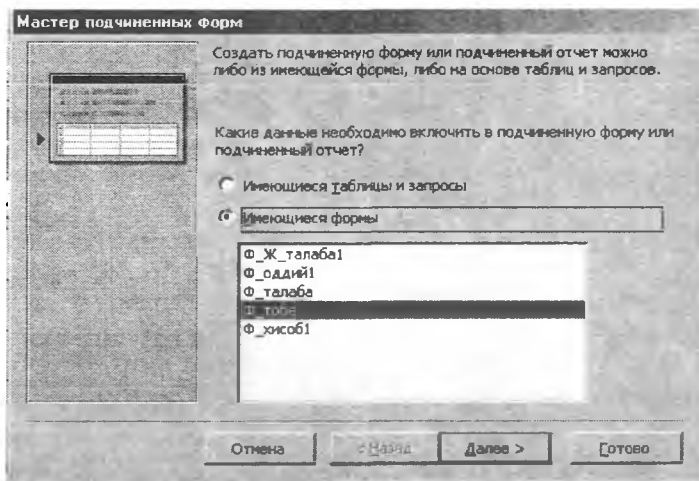 Мастер подчиненных форм
Создать подчиненную форму или подчиненный отчет можно
либо из имеющейся формы, либо на основе таблиц и запросов.
Какие данные необходимо включить в подчиненную форму или
подчиненный отчет?
Имеющиеся таблицы и запросы
Имеющиеся формы
Ф_Ж_талаба1
Ф_оддий1
Ф_талаба
Ф_тобе
Ф_хисоб1
Отмена
< Назад
Далее >
Готово